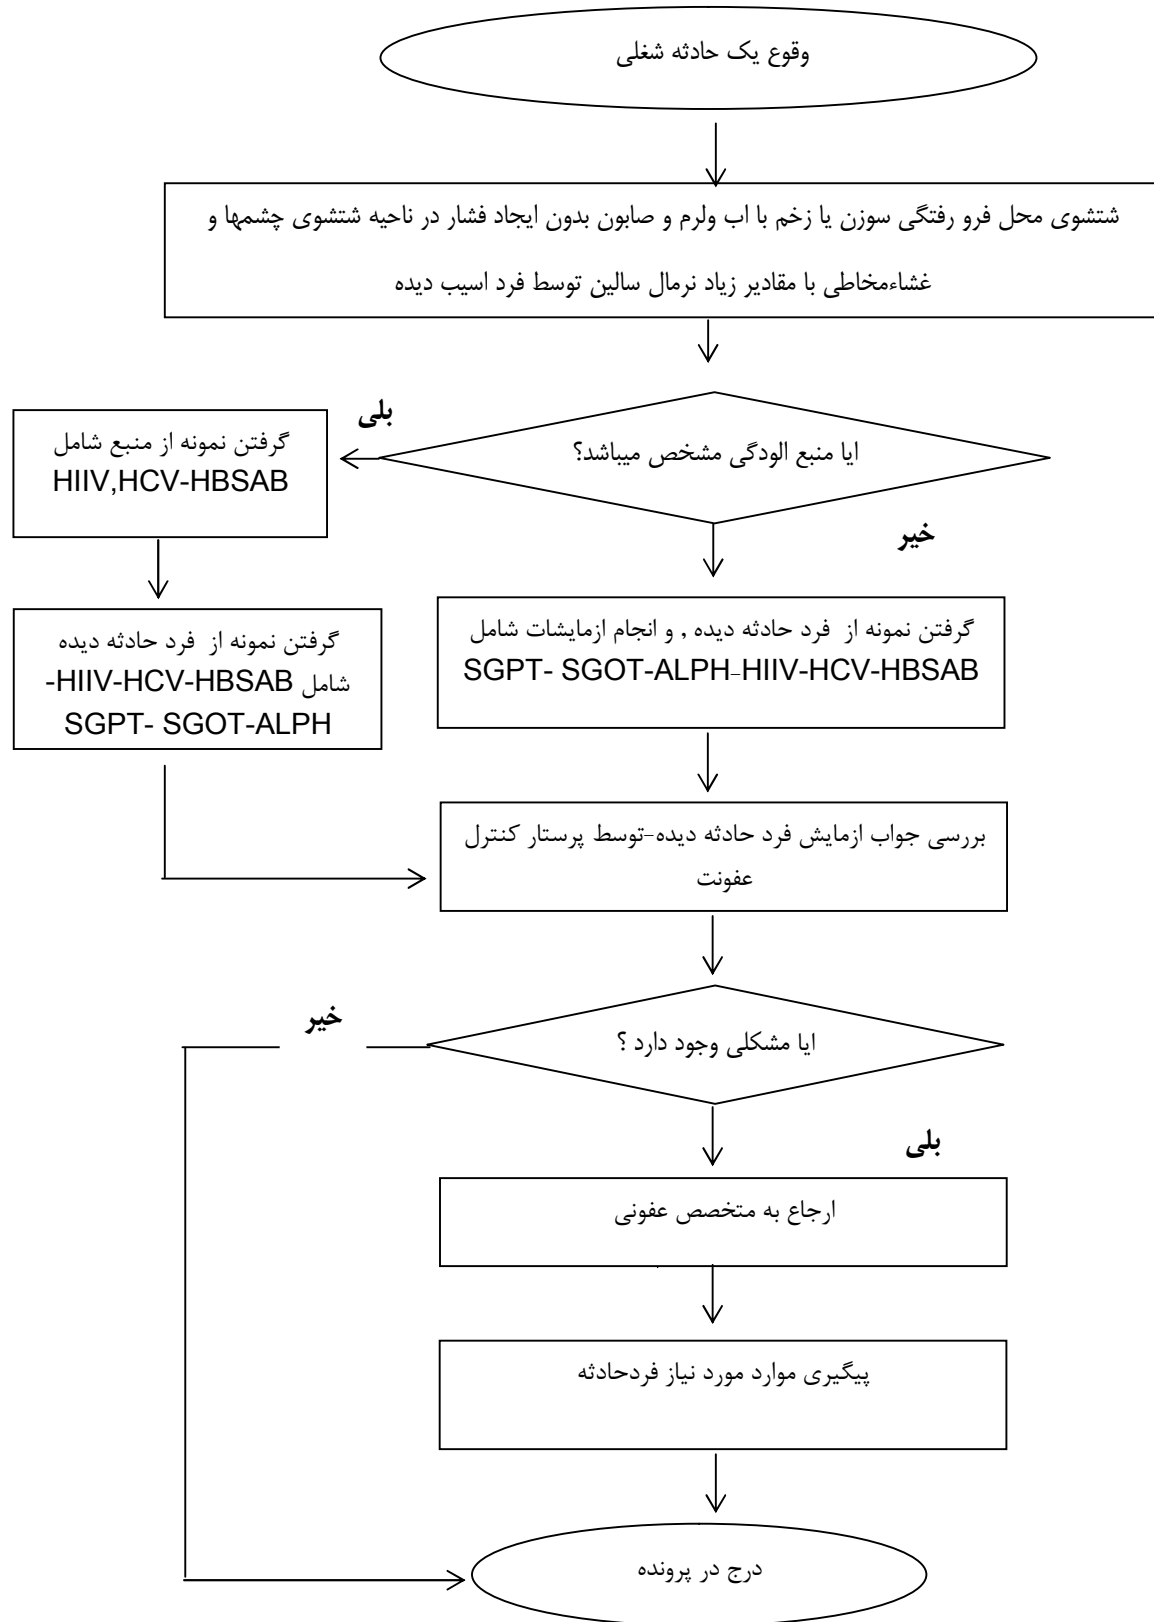 وقوع یک حادثه شغلی
شتشوی محل فرو رفتگی سوزن یا زخم با اب ولرم و صابون بدون ایجاد فشار در ناحیه شتشوی چشمها و
غشاءمخاطی با مقادیر زیاد نرمال سالین توسط فرد اسیب دیده
ایا منبع الودگی مشخص میباشد؟
بلی
گرفتن نمونه از منبع شامل
HIIV,HCV-HBSAB
خیر
گرفتن نمونه از فرد حادثه دیده
شامل HIIV-HCV-HBSAB-
SGPT- SGOT-ALPH
گرفتن نمونه از فرد حادثه دیده , و انجام ازمایشات شامل
SGPT- SGOT-ALPH-HIIV-HCV-HBSAB
بررسی جواب ازمایش فرد حادثه دیده-توسط پرستار کنترل
عفونت
ایا مشکلی وجود دارد ؟
خیر
بلی
ارجاع به متخصص عفونی
پیگیری موارد مورد نیاز فردحادثه
درج در پرونده